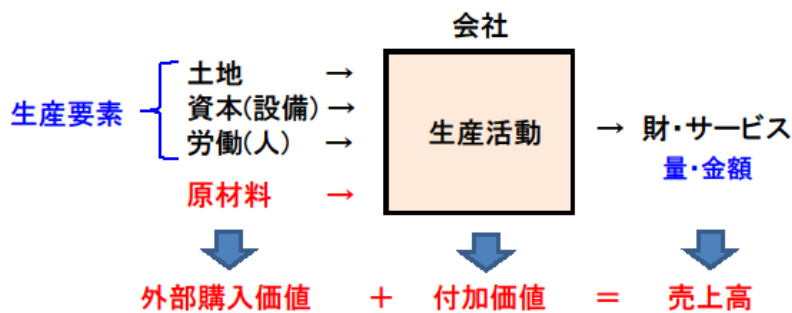 会社
生産要素
土地 →
資本(設備) →
労働(人) →
原材料 →
生産活動
→ 財・サービス
量・金額
外部購入価値 + 付加価値 = 売上高